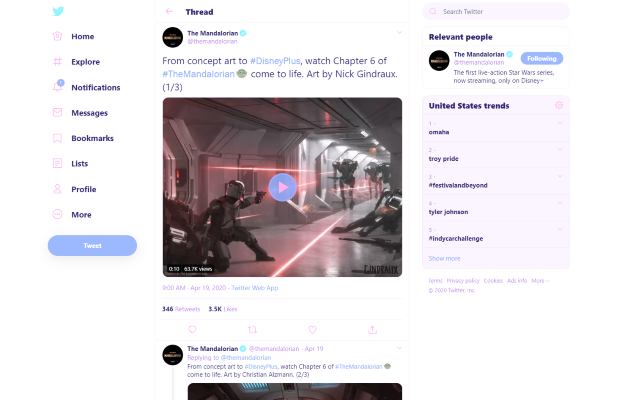 Home
Explore
1
Notifications
Messages
Bookmarks
Lists
Profile
More
Tweet
Thread
The Mandalorian
@themandalorian
From concept art to #DisneyPlus, watch Chapter 6 of
#TheMandalorian come to life. Art by Nick Gindraux.
(1/3)
0:10 63.7K views
GINDRAUX
9:00 AM · Apr 19, 2020 · Twitter Web App
346 Retweets 3.5K Likes
The Mandalorian @themandalorian · Apr 19
Replying to @themandalorian
From concept art to #DisneyPlus, watch Chapter 6 of #TheMandalorian
come to life. Art by Christian Alzmann. (2/3)
Search Twitter
Relevant people
The Mandalorian
@themandalorian
Following
The first live-action Star Wars series,
now streaming, only on Disney+
United States trends
1 ·
omaha
2 ·
troy pride
3 ·
#festivalandbeyond
4 ·
tyler johnson
5 ·
#indycarchallenge
Show more
Terms Privacy policy Cookies Ads info More
© 2020 Twitter, Inc.